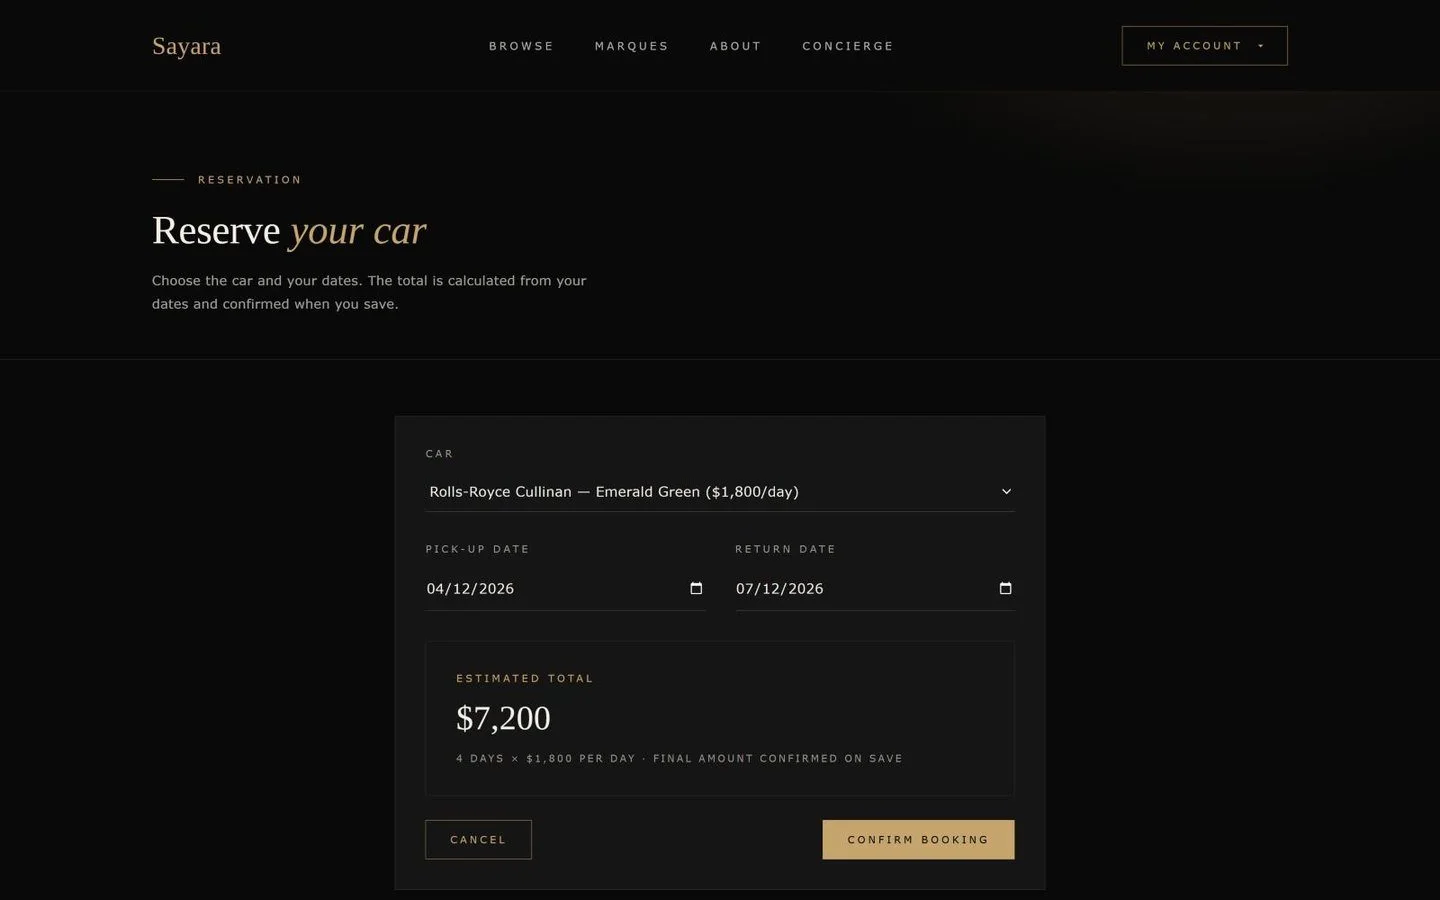 Sayara
BROWSE
MARQUES
ABOUT
CONCIERGE
MY ACCOUNT
RESERVATION
Reserve your car
Choose the car and your dates. The total is calculated from your
dates and confirmed when you save.
CAR
Rolls-Royce Cullinan — Emerald Green ($1,800/day)
PICK-UP DATE
RETURN DATE
04/12/2026
07/12/2026
ESTIMATED TOTAL
$7,200
4 DAYS × $1,800 PER DAY · FINAL AMOUNT CONFIRMED ON SAVE
CANCEL
CONFIRM BOOKING